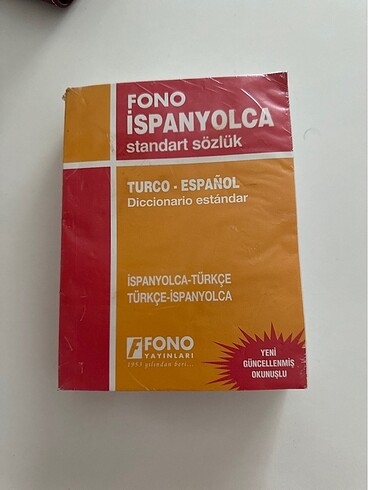 FONO
İSPANYOLCA
standart sözlük
TURCO - ESPAÑOL
Diccionario estándar
İSPANYOLCA-TÜRKÇE
TÜRKÇE-İSPANYOLCA
FONO
YAYINLARI
1953 yılından beri...
YENİ
GÜNCELLENMİŞ
OKUNUŞLU